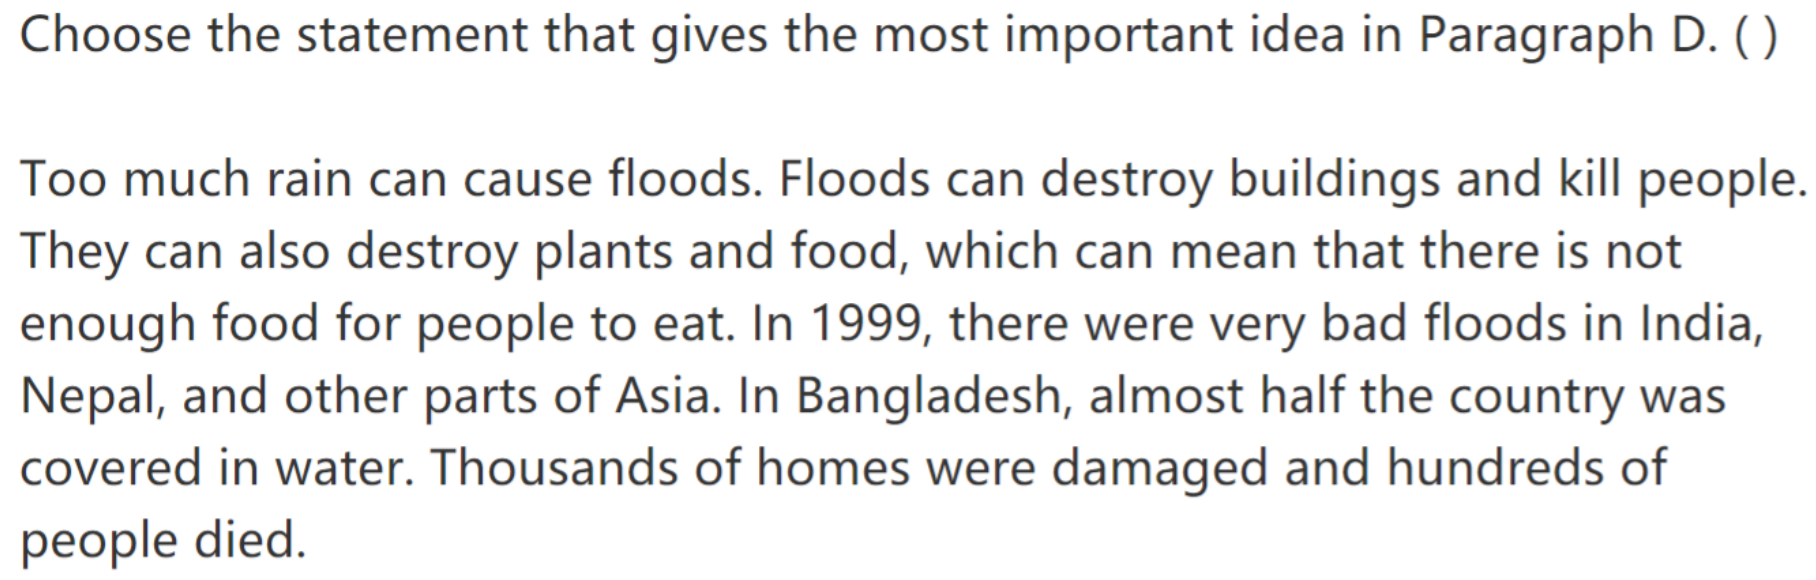 Choose the statement that gives the most important idea in Paragraph D. ( )
Too much rain can cause floods. Floods can destroy buildings and kill people.
They can also destroy plants and food, which can mean that there is not
enough food for people to eat. In 1999, there were very bad floods in India,
Nepal, and other parts of Asia. In Bangladesh, almost half the country was
covered in water. Thousands of homes were damaged and hundreds of
people died.